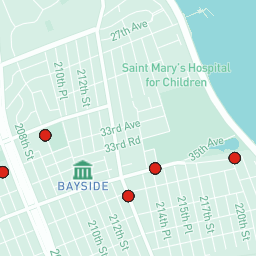 27th Ave
210th Pl
212th St
Saint Mary's Hospital
for Children
208th St
33rd Ave
33rd Rd
35th Ave
BAYSIDE
210th St
212th St
214th Pl
215th Pl
217th St
220th St